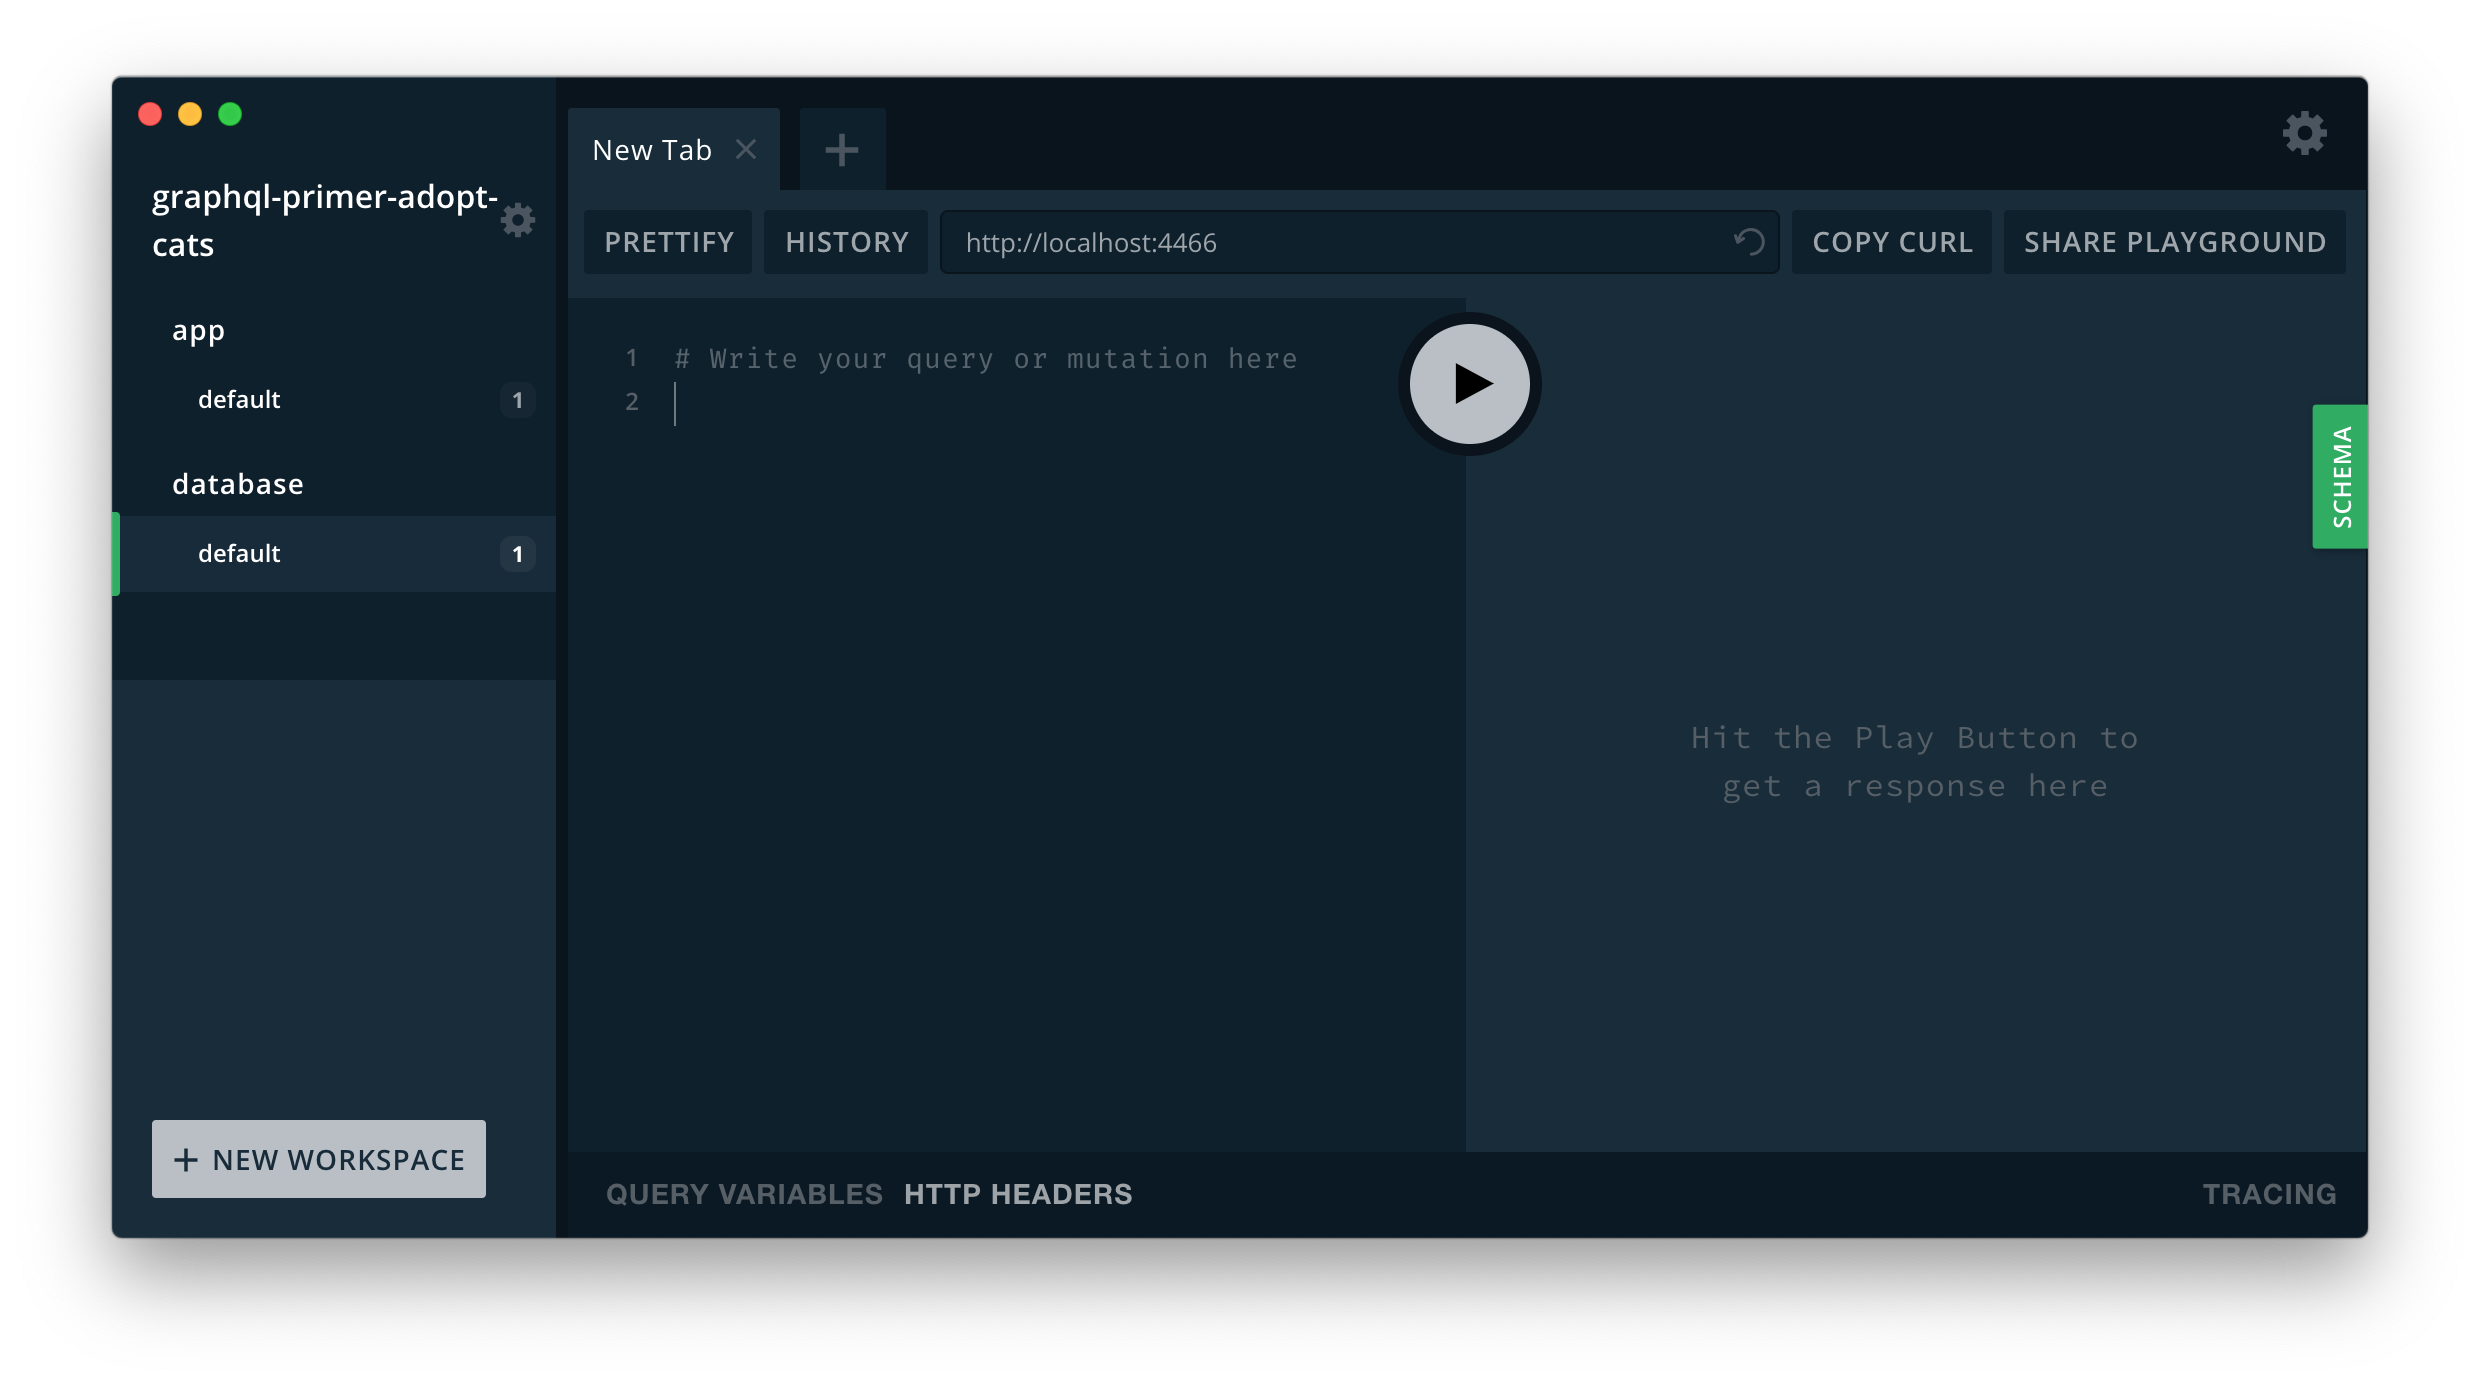 graphql-primer-adopt-
cats
app
default 1
database
default 1
+ NEW WORKSPACE
New Tab
PRETTIFY HISTORY http://localhost:4466 COPY CURL SHARE PLAYGROUND
1 # Write your query or mutation here
2
Hit the Play Button to
get a response here
SCHEMA
QUERY VARIABLES HTTP HEADERS TRACING